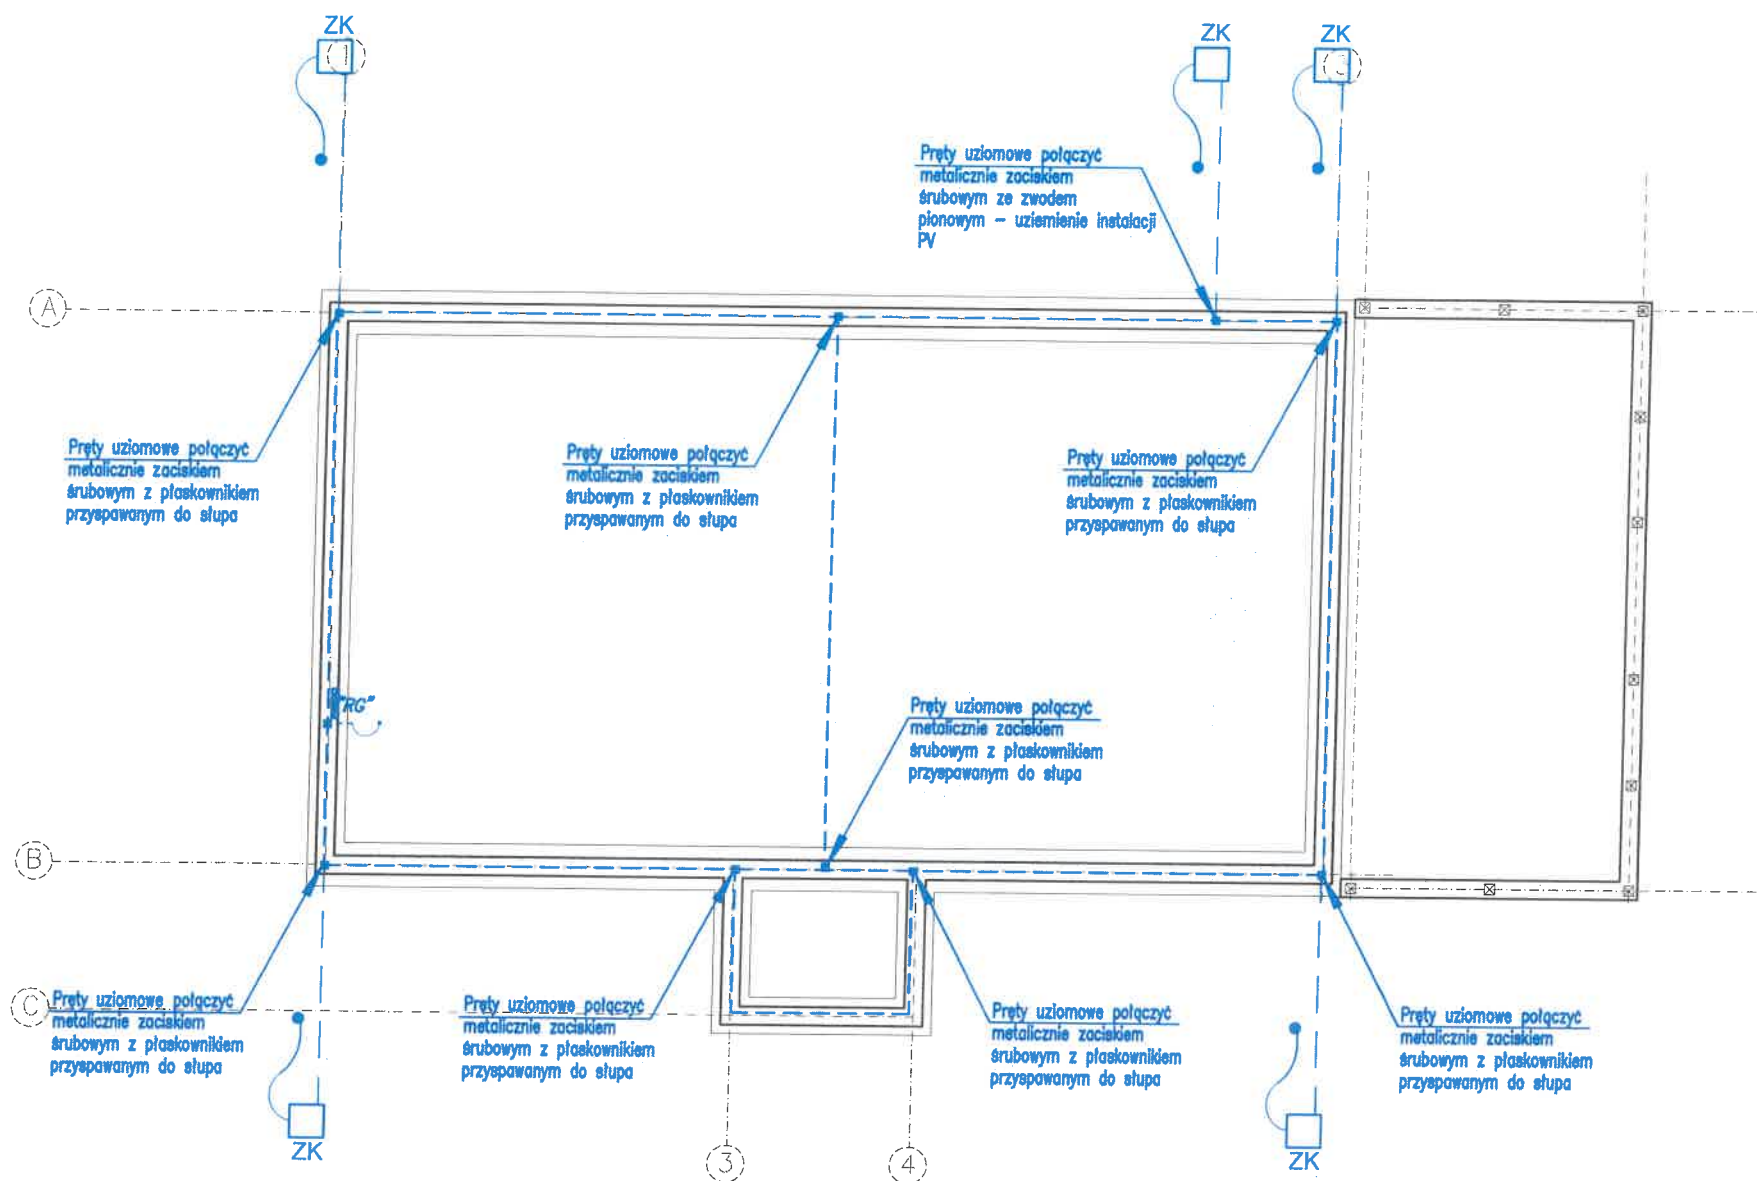 ZK
1
ZK
ZK
3
Pręty uziomowe połączyć
metalicznie zaciskiem
śrubowym ze zwodem
pionowym – uziemienie instalacji
PV
A
Pręty uziomowe połączyć
metalicznie zaciskiem
śrubowym z płaskownikiem
przyspawanym do słupa
Pręty uziomowe połączyć
metalicznie zaciskiem
śrubowym z płaskownikiem
przyspawanym do słupa
Pręty uziomowe połączyć
metalicznie zaciskiem
śrubowym z płaskownikiem
przyspawanym do słupa
"RG"
Pręty uziomowe połączyć
metalicznie zaciskiem
śrubowym z płaskownikiem
przyspawanym do słupa
B
C
Pręty uziomowe połączyć
metalicznie zaciskiem
śrubowym z płaskownikiem
przyspawanym do słupa
Pręty uziomowe połączyć
metalicznie zaciskiem
śrubowym z płaskownikiem
przyspawanym do słupa
Pręty uziomowe połączyć
metalicznie zaciskiem
śrubowym z płaskownikiem
przyspawanym do słupa
Pręty uziomowe połączyć
metalicznie zaciskiem
śrubowym z płaskownikiem
przyspawanym do słupa
ZK
3
4
ZK